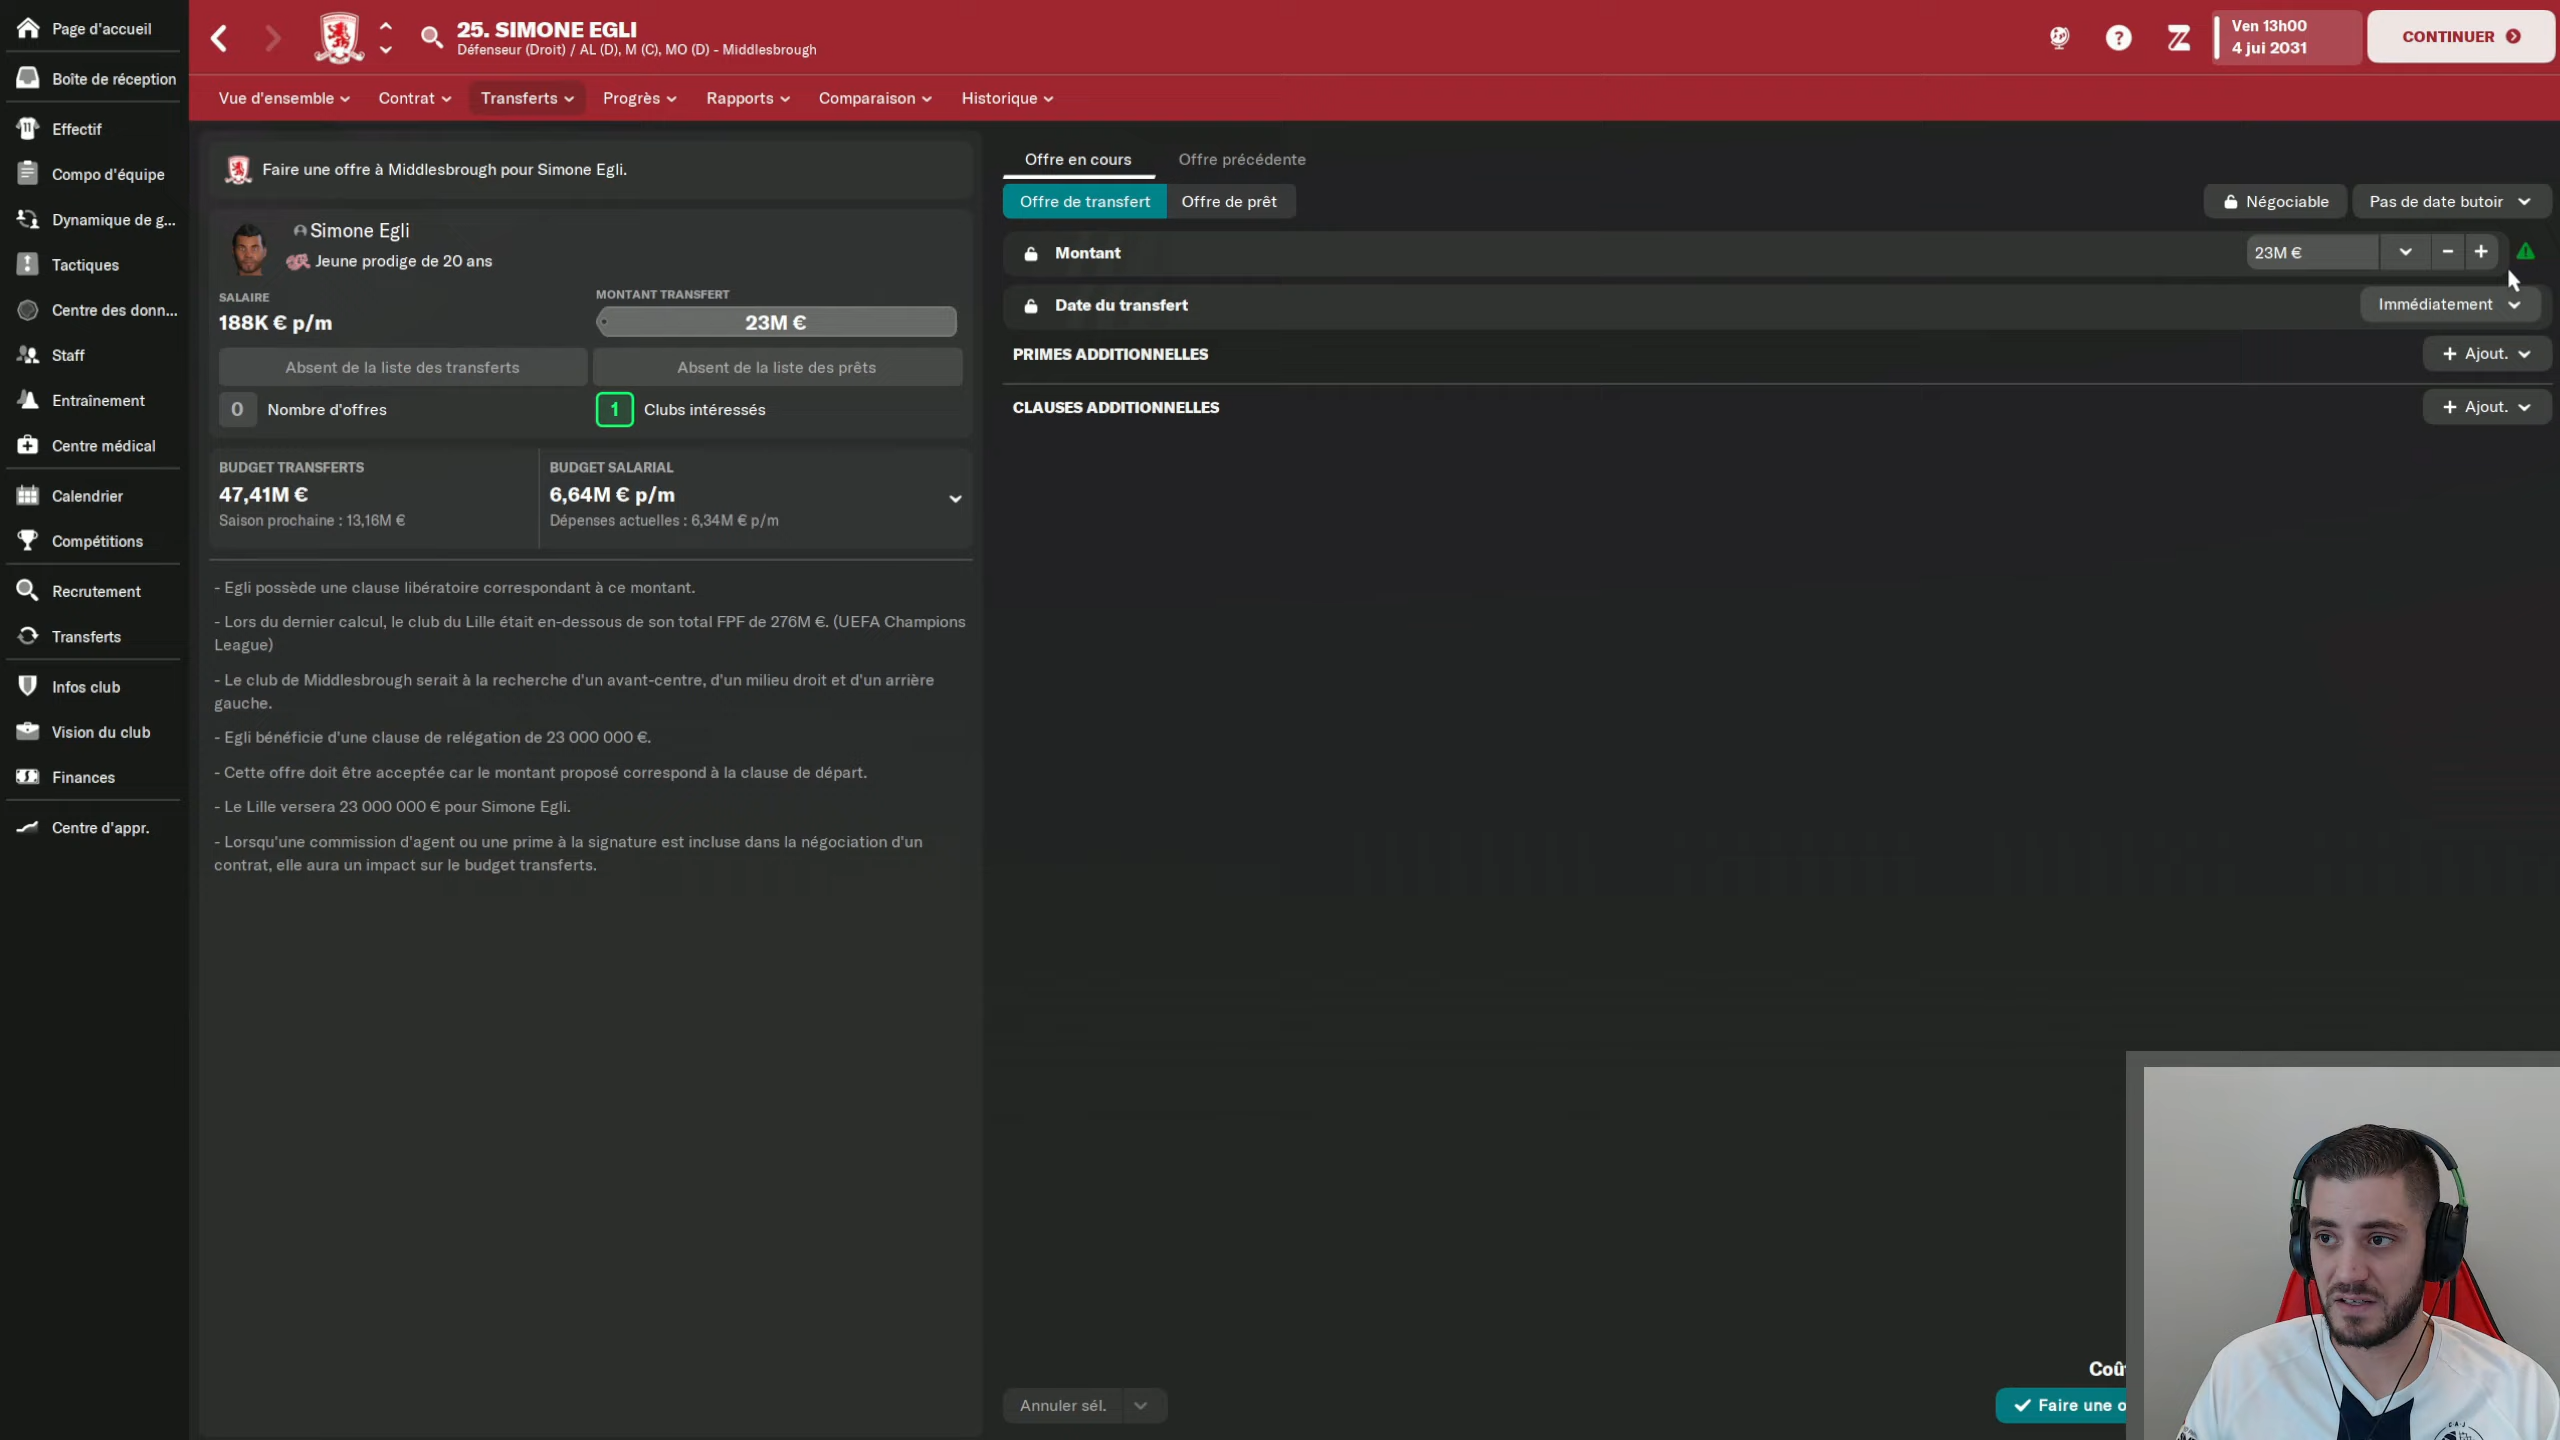 Page d'accueil
Boîte de réception
Effectif
Compo d'équipe
Dynamique de g...
Tactiques
Centre des donn...
Staff
Entraînement
Centre médical
Calendrier
Compétitions
Recrutement
Transferts
Infos club
Vision du club
Finances
Centre d'appr.
25. SIMONE EGLI
Défenseur (Droit) / AL (D), M (C), MO (D) - Middlesbrough
Ven 13h00
4 jui 2031
CONTINUER
Vue d'ensemble
Contrat
Transferts
Progrès
Rapports
Comparaison
Historique
Faire une offre à Middlesbrough pour Simone Egli.
Simone Egli
Jeune prodige de 20 ans
SALAIRE
188K € p/m
MONTANT TRANSFERT
23M €
Absent de la liste des transferts
Absent de la liste des prêts
0 Nombre d'offres
1 Clubs intéressés
BUDGET TRANSFERTS
47,41M €
Saison prochaine : 13,16M €
BUDGET SALARIAL
6,64M € p/m
Dépenses actuelles : 6,34M € p/m
- Egli possède une clause libératoire correspondant à ce montant.
- Lors du dernier calcul, le club du Lille était en-dessous de son total FPF de 276M €. (UEFA Champions
League)
- Le club de Middlesbrough serait à la recherche d'un avant-centre, d'un milieu droit et d'un arrière
gauche.
- Egli bénéficie d'une clause de relégation de 23 000 000 €.
- Cette offre doit être acceptée car le montant proposé correspond à la clause de départ.
- Le Lille versera 23 000 000 € pour Simone Egli.
- Lorsqu'une commission d'agent ou une prime à la signature est incluse dans la négociation d'un
contrat, elle aura un impact sur le budget transferts.
Offre en cours
Offre précédente
Offre de transfert
Offre de prêt
Négociable
Pas de date butoir
Montant
23M €
Date du transfert
Immédiatement
PRIMES ADDITIONNELLES
+ Ajout.
CLAUSES ADDITIONNELLES
+ Ajout.
Annuler sél.
Coû
Faire une o